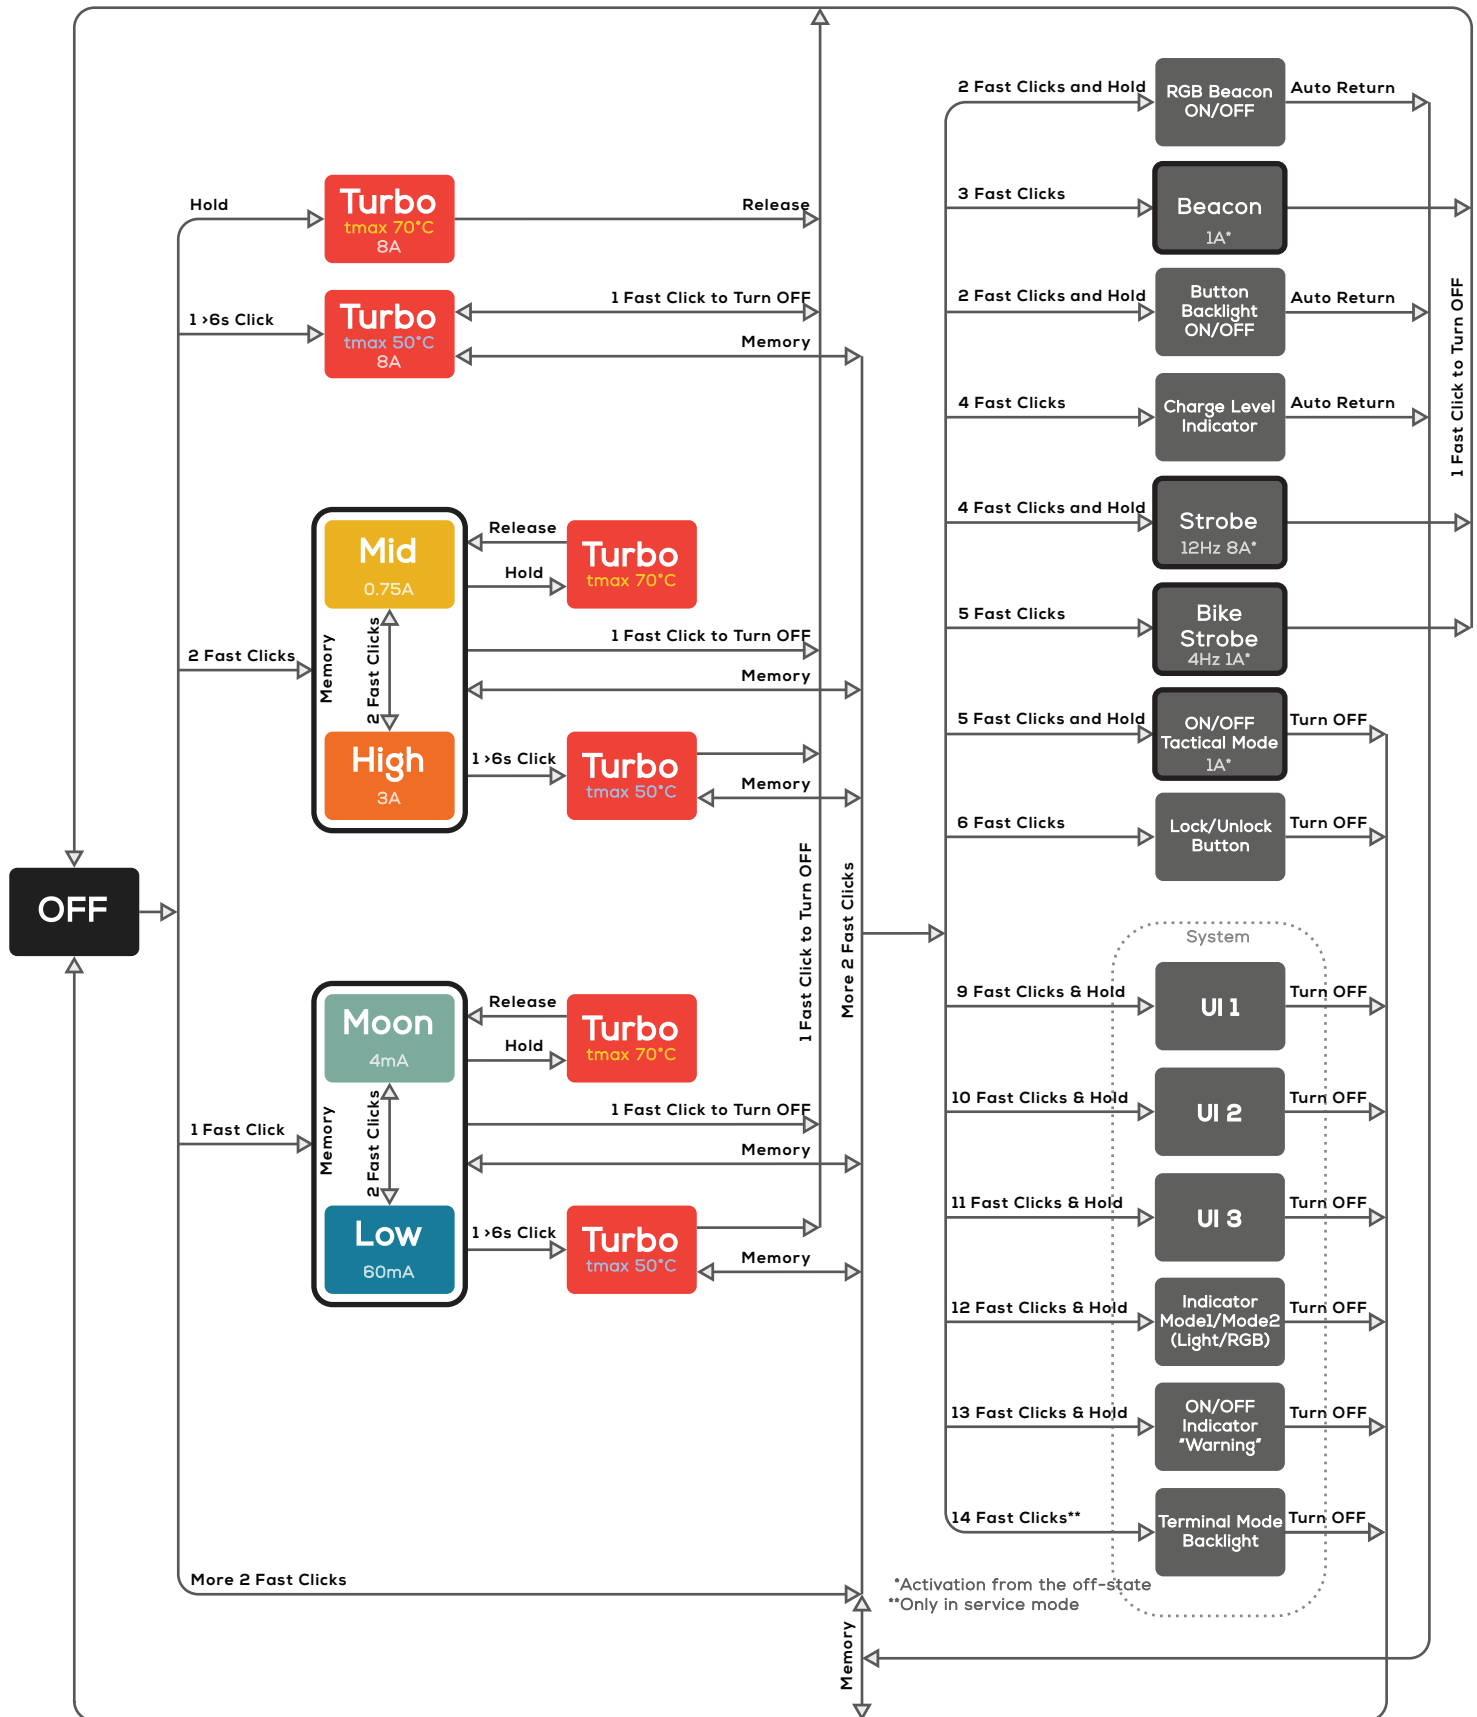 OFF
Hold
Turbo
tmax 70°C
8A
Release
1 >6s Click
Turbo
tmax 50°C
8A
1 Fast Click to Turn OFF
Memory
2 Fast Clicks
Memory
Mid
0.75A
2 Fast Clicks
High
3A
Release
Hold
Turbo
tmax 70°C
1 Fast Click to Turn OFF
Memory
1 >6s Click
Turbo
tmax 50°C
Memory
1 Fast Click
Memory
Moon
4mA
2 Fast Clicks
Low
60mA
Release
Hold
Turbo
tmax 70°C
1 Fast Click to Turn OFF
Memory
1 >6s Click
Turbo
tmax 50°C
Memory
1 Fast Click to Turn OFF
More 2 Fast Clicks
More 2 Fast Clicks
Memory
2 Fast Clicks and Hold
RGB Beacon
ON/OFF
Auto Return
3 Fast Clicks
Beacon
1A*
2 Fast Clicks and Hold
Button
Backlight
ON/OFF
Auto Return
4 Fast Clicks
Charge Level
Indicator
Auto Return
4 Fast Clicks and Hold
Strobe
12Hz 8A*
5 Fast Clicks
Bike
Strobe
4Hz 1A*
1 Fast Click to Turn OFF
5 Fast Clicks and Hold
ON/OFF
Tactical Mode
1A*
Turn OFF
6 Fast Clicks
Lock/Unlock
Button
Turn OFF
System
9 Fast Clicks & Hold
UI 1
Turn OFF
10 Fast Clicks & Hold
UI 2
Turn OFF
11 Fast Clicks & Hold
UI 3
Turn OFF
12 Fast Clicks & Hold
Indicator
Mode1/Mode2
(Light/RGB)
Turn OFF
13 Fast Clicks & Hold
ON/OFF
Indicator
"Warning"
Turn OFF
14 Fast Clicks**
Terminal Mode
Backlight
Turn OFF
*Activation from the off-state
**Only in service mode